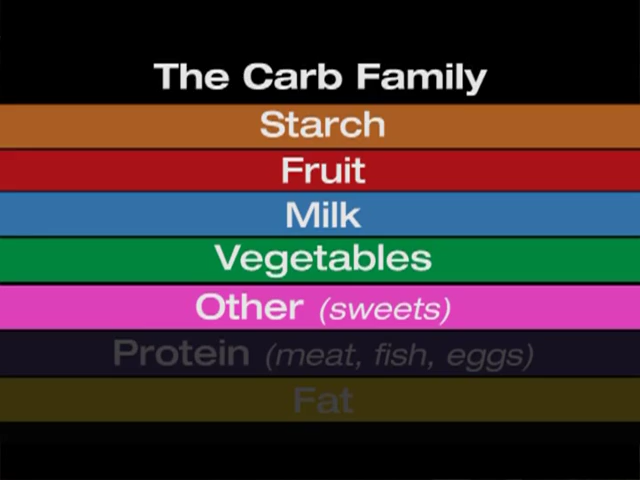 The Carb Family
Starch
Fruit
Milk
Vegetables
Other (sweets)
Protein (meat, fish, eggs)
Fat